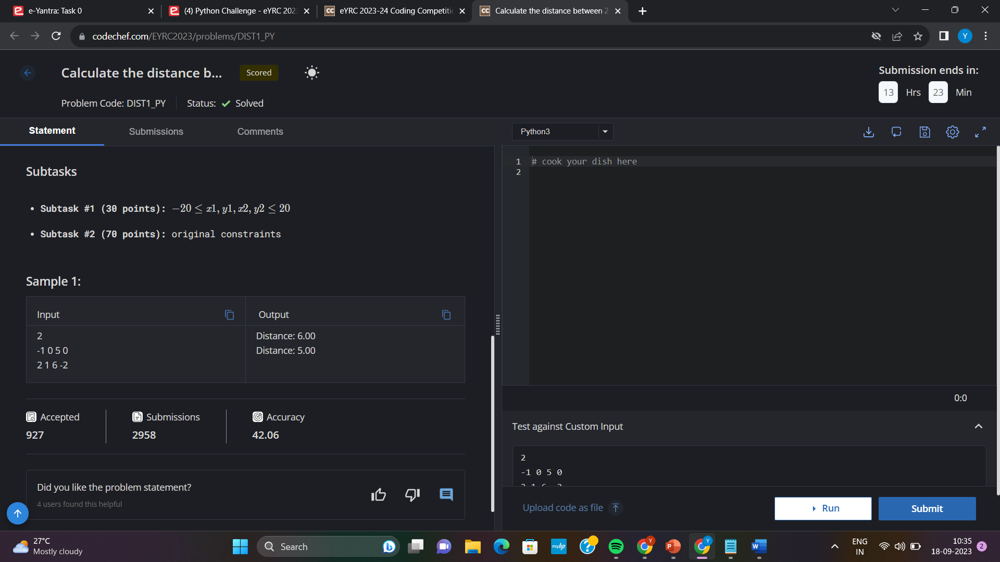 e-Yantra: Task 0
(4) Python Challenge - eYRC 202
eYRC 2023-24 Coding Competiti
Calculate the distance between 2
codechef.com/EYRC2023/problems/DIST1_PY
Y
Calculate the distance b...
Scored
Submission ends in:
13 Hrs 23 Min
Problem Code: DIST1_PY
Status: Solved
Statement
Submissions
Comments
Python3
Subtasks
• Subtask #1 (30 points): −20 ≤ x1, y1, x2, y2 ≤ 20
• Subtask #2 (70 points): original constraints
Sample 1:
Input
Output
2
-1 0 5 0
2 1 6 -2
Distance: 6.00
Distance: 5.00
Accepted
927
Submissions
2958
Accuracy
42.06
Did you like the problem statement?
4 users found this helpful
1 # cook your dish here
2
0:0
Test against Custom Input
2
-1 0 5 0
Upload code as file
Run
Submit
27°C
Mostly cloudy
Search
myhp
ENG
IN
10:35
18-09-2023
2